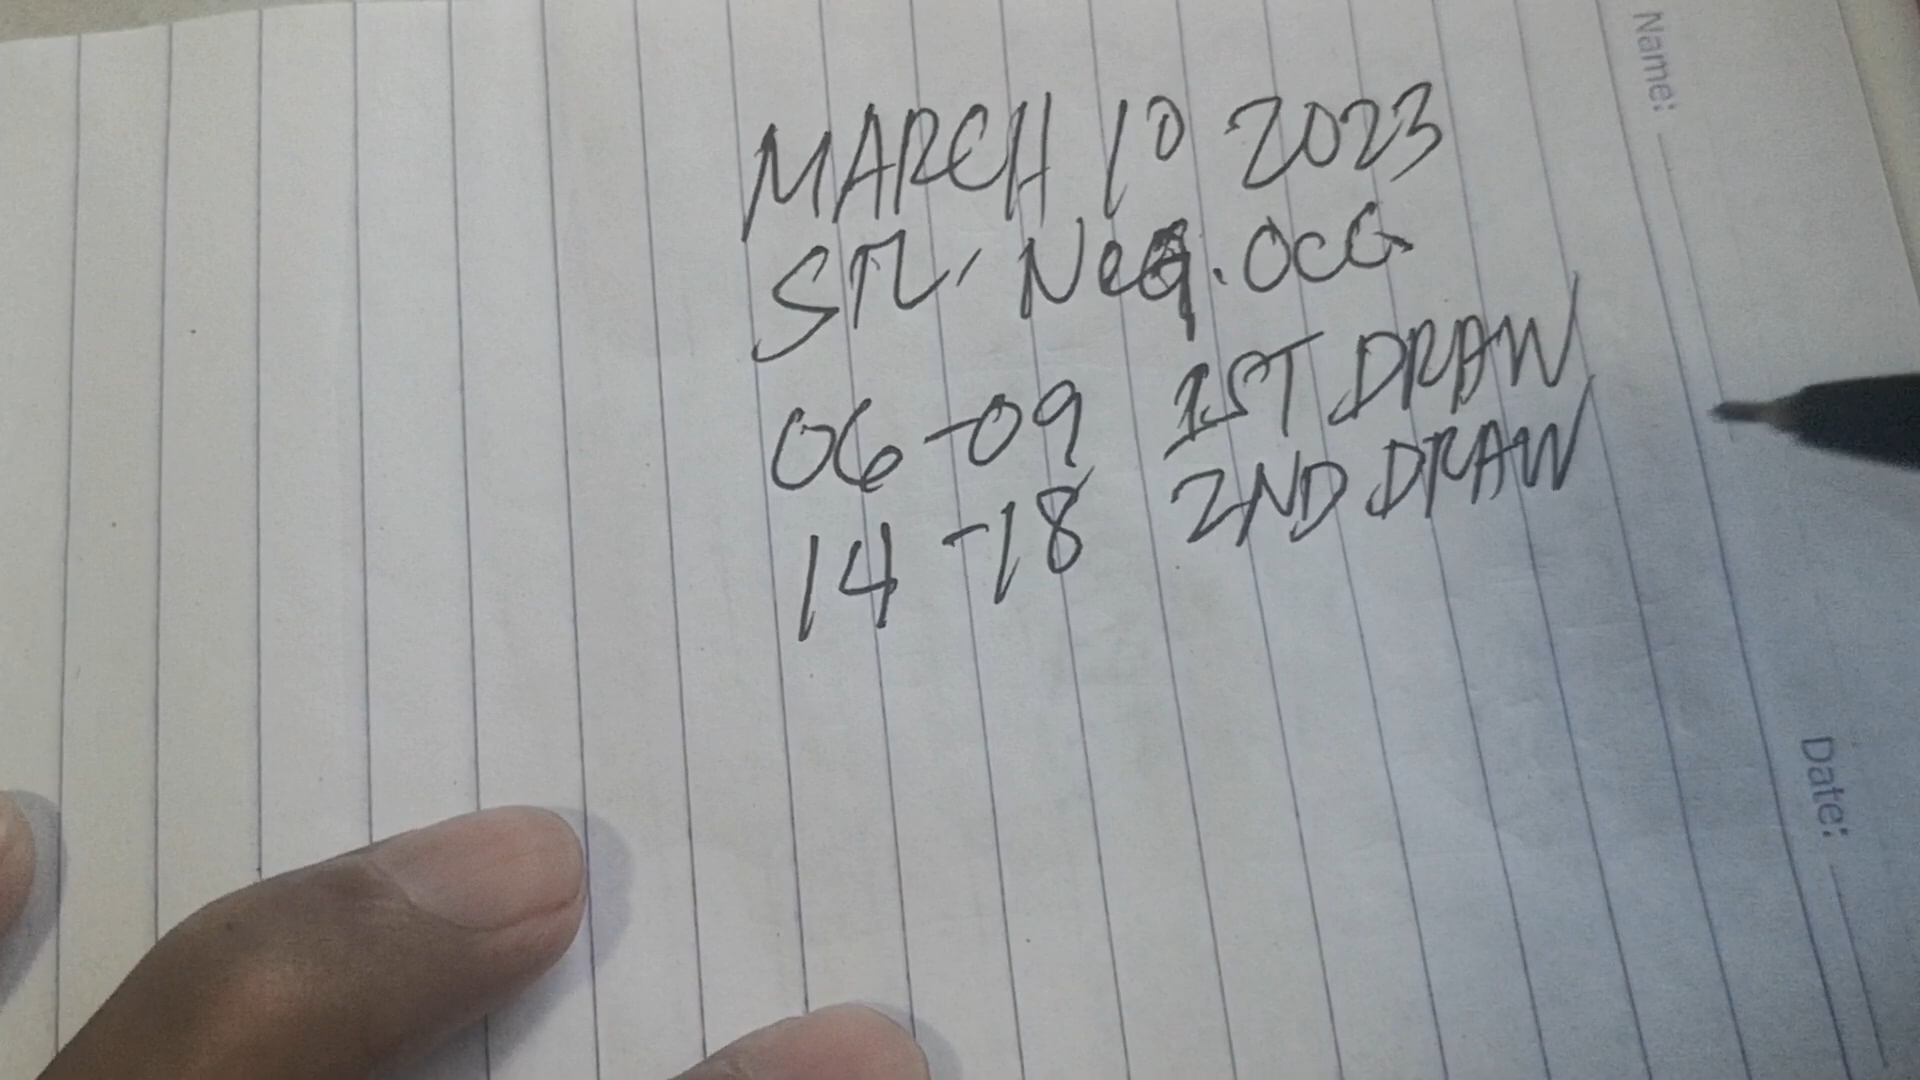 MARCH 10 2023
STL, Neg. OCC
06-09 1ST DRAW
14-18 2ND DRAW
Name:
Date: